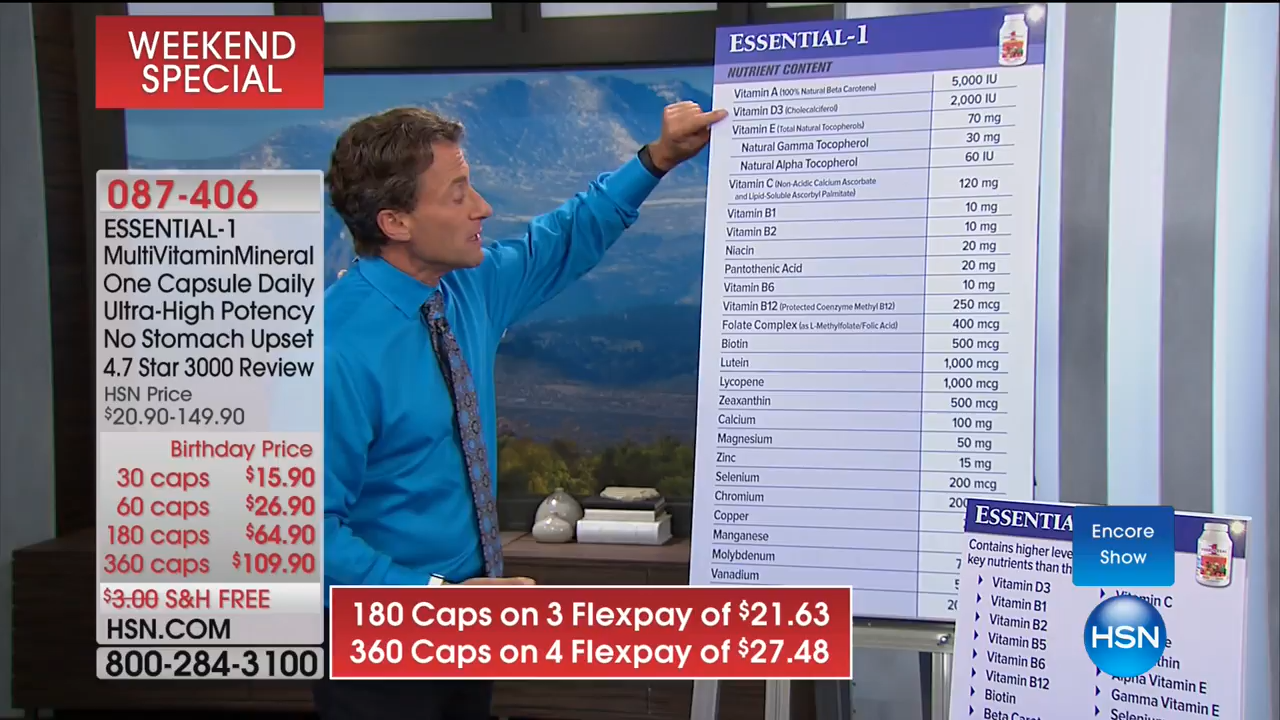 WEEKEND
SPECIAL
087-406
ESSENTIAL-1
MultiVitaminMineral
One Capsule Daily
Ultra-High Potency
No Stomach Upset
4.7 Star 3000 Review
HSN Price
$20.90-149.90
Birthday Price
30 caps $15.90
60 caps $26.90
180 caps $64.90
360 caps $109.90
$3.00 S&H FREE
HSN.COM
800-284-3100
180 Caps on 3 Flexpay of $21.63
360 Caps on 4 Flexpay of $27.48
ESSENTIAL-1
NUTRIENT CONTENT
Vitamin A (100% Natural Beta Carotene) 5,000 IU
Vitamin D3 (Cholecalciferol) 2,000 IU
Vitamin E (Total Natural Tocopherols) 70 mg
Natural Gamma Tocopherol 30 mg
Natural Alpha Tocopherol 60 IU
Vitamin C (Non-Acidic Calcium Ascorbate
and Lipid-Soluble Ascorbyl Palmitate) 120 mg
Vitamin B1 10 mg
Vitamin B2 10 mg
Niacin 20 mg
Pantothenic Acid 20 mg
Vitamin B6 10 mg
Vitamin B12 (Protected Coenzyme Methyl B12) 250 mcg
Folate Complex (as L-Methylfolate/Folic Acid) 400 mcg
Biotin 500 mcg
Lutein 1,000 mcg
Lycopene 1,000 mcg
Zeaxanthin 500 mcg
Calcium 100 mg
Magnesium 50 mg
Zinc 15 mg
Selenium 200 mcg
Chromium 200
Copper
Manganese
Molybdenum
Vanadium
ESSENTIA
Contains higher leve
key nutrients than th
Vitamin D3
Vitamin B1
Vitamin B2
Vitamin B5
Vitamin B6
Vitamin B12
Biotin
Beta Caro
Vitamin C
Alpha Vitamin E
Gamma Vitamin E
Seleniu
Encore
Show
HSN